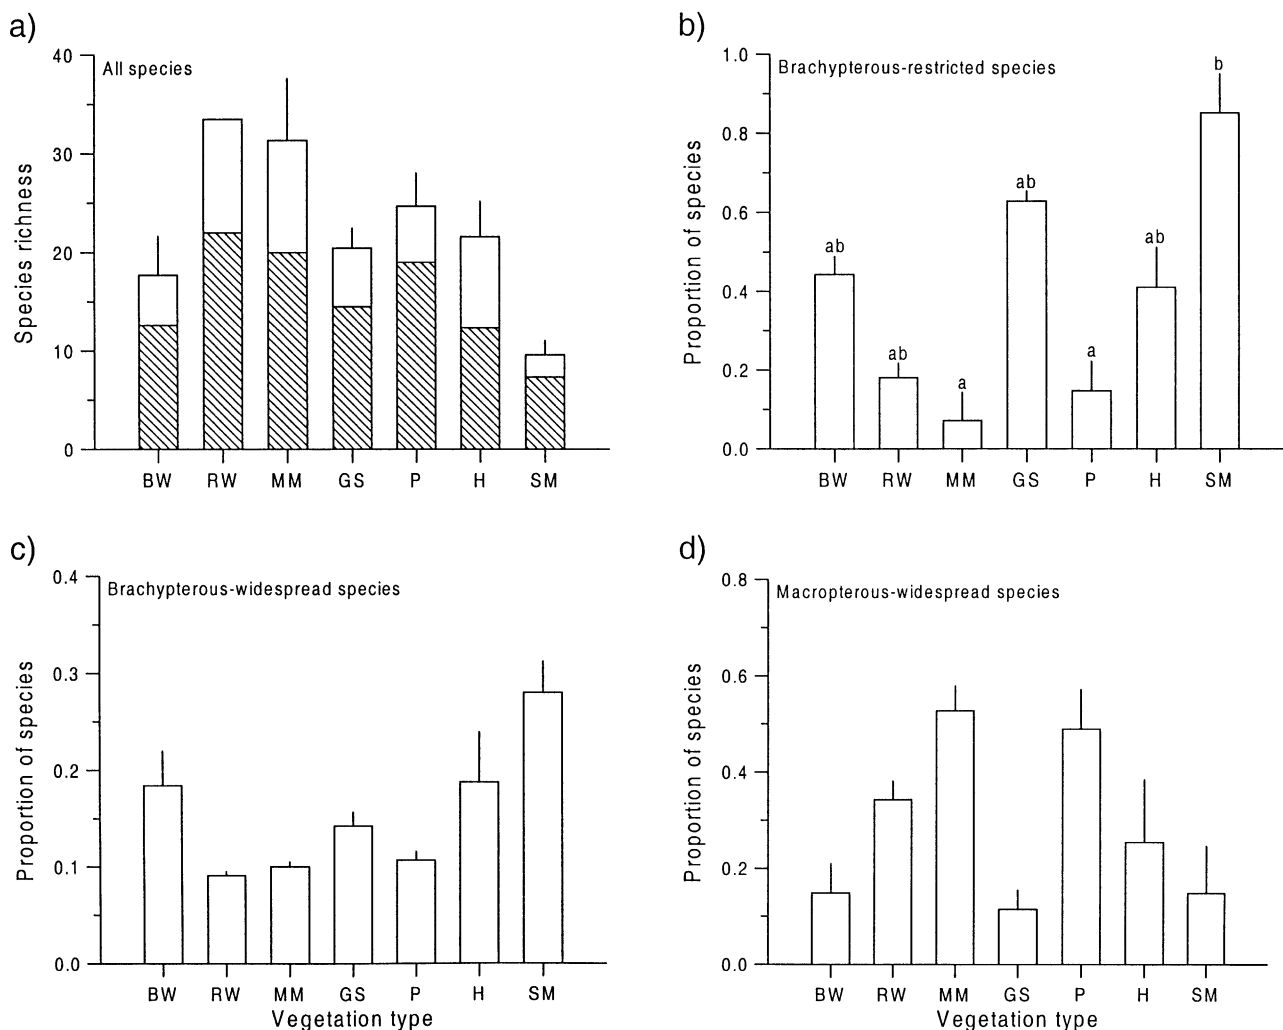 a)
All species
Species richness
40
30
20
10
0
BW RW MM GS P H SM
b)
Brachypterous-restricted species
Proportion of species
1.0
0.8
0.6
0.4
0.2
0.0
ab ab a ab a ab b
BW RW MM GS P H SM
c)
Brachypterous-widespread species
Proportion of species
0.4
0.3
0.2
0.1
0.0
BW RW MM GS P H SM
Vegetation type
d)
Macropterous-widespread species
Proportion of species
0.8
0.6
0.4
0.2
0.0
BW RW MM GS P H SM
Vegetation type